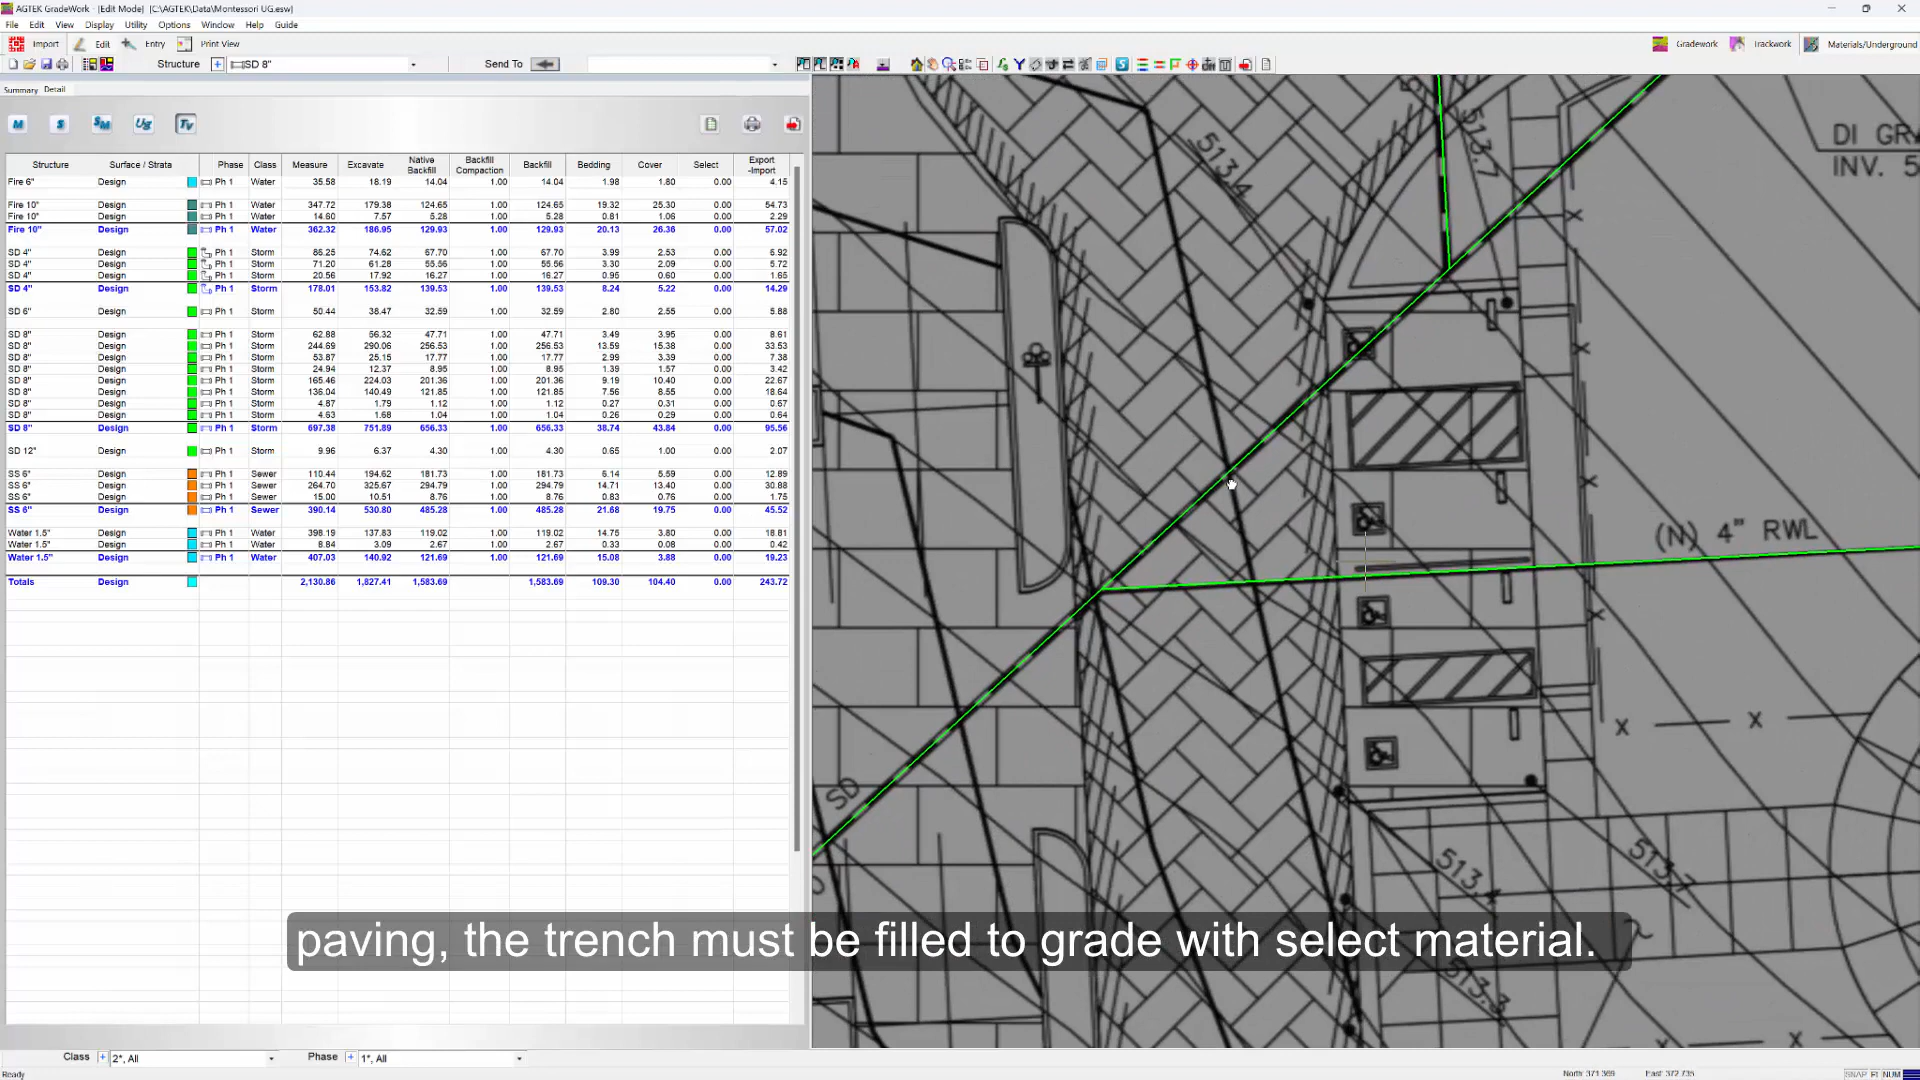 AGTEK GradeWork - [Edit Mode] [C:\AGTEK\Data\Montessori UG.esw]
File Edit View Display Utility Options Window Help Guide
Import Edit Entry Print View Gradework Trackwork Materials/Underground
Structure SD 8" Send To
Summary Detail
M S SM Ug Tv
Structure Surface / Strata Phase Class Measure Excavate Native Backfill Backfill Compaction Backfill Bedding Cover Select Export -Import
Fire 6" Design Ph 1 Water 35.58 18.19 14.04 1.00 14.04 1.98 1.80 0.00 4.15
Fire 10" Design Ph 1 Water 347.72 179.38 124.65 1.00 124.65 19.32 25.30 0.00 54.73
Fire 10" Design Ph 1 Water 14.60 7.57 5.28 1.00 5.28 0.81 1.06 0.00 2.29
Fire 10" Design Ph 1 Water 362.32 186.95 129.93 1.00 129.93 20.13 26.36 0.00 57.02
SD 4" Design Ph 1 Storm 86.25 74.62 67.70 1.00 67.70 3.99 2.53 0.00 6.92
SD 4" Design Ph 1 Storm 71.20 61.28 55.56 1.00 55.56 3.30 2.09 0.00 5.72
SD 4" Design Ph 1 Storm 20.56 17.92 16.27 1.00 16.27 0.95 0.60 0.00 1.65
SD 4" Design Ph 1 Storm 178.01 153.82 139.53 1.00 139.53 8.24 5.22 0.00 14.29
SD 6" Design Ph 1 Storm 50.44 38.47 32.59 1.00 32.59 2.80 2.55 0.00 5.88
SD 8" Design Ph 1 Storm 62.88 56.32 47.71 1.00 47.71 3.49 3.95 0.00 8.61
SD 8" Design Ph 1 Storm 244.69 290.06 256.53 1.00 256.53 13.59 15.38 0.00 33.53
SD 8" Design Ph 1 Storm 53.87 25.15 17.77 1.00 17.77 2.99 3.39 0.00 7.38
SD 8" Design Ph 1 Storm 24.94 12.37 8.95 1.00 8.95 1.39 1.57 0.00 3.42
SD 8" Design Ph 1 Storm 165.46 224.03 201.36 1.00 201.36 9.19 10.40 0.00 22.67
SD 8" Design Ph 1 Storm 136.04 140.49 121.85 1.00 121.85 7.56 8.55 0.00 18.64
SD 8" Design Ph 1 Storm 4.87 1.79 1.12 1.00 1.12 0.27 0.31 0.00 0.67
SD 8" Design Ph 1 Storm 4.63 1.68 1.04 1.00 1.04 0.26 0.29 0.00 0.64
SD 8" Design Ph 1 Storm 697.38 751.89 656.33 1.00 656.33 38.74 43.84 0.00 95.56
SD 12" Design Ph 1 Storm 9.96 6.37 4.30 1.00 4.30 0.65 1.00 0.00 2.07
SS 6" Design Ph 1 Sewer 110.44 194.62 181.73 1.00 181.73 6.14 5.59 0.00 12.89
SS 6" Design Ph 1 Sewer 264.70 325.67 294.79 1.00 294.79 14.71 13.40 0.00 30.88
SS 6" Design Ph 1 Sewer 15.00 10.51 8.76 1.00 8.76 0.83 0.76 0.00 1.75
SS 6" Design Ph 1 Sewer 390.14 530.80 485.28 1.00 485.28 21.68 19.75 0.00 45.52
Water 1.5" Design Ph 1 Water 398.19 137.83 119.02 1.00 119.02 14.75 3.80 0.00 18.81
Water 1.5" Design Ph 1 Water 8.84 3.09 2.67 1.00 2.67 0.33 0.08 0.00 0.42
Water 1.5" Design Ph 1 Water 407.03 140.92 121.69 1.00 121.69 15.08 3.88 0.00 19.23
Totals Design 2,130.86 1,827.41 1,583.69 1,583.69 109.30 104.40 0.00 243.72
513.4
513.7
DI GR
INV. 5
(N) 4" RWL
SD
513.4
513.7
513.3
paving, the trench must be filled to grade with select material.
Class 2*, All Phase 1*, All
Ready North: 371.369 East: 372.735 SNAP Ft NUM